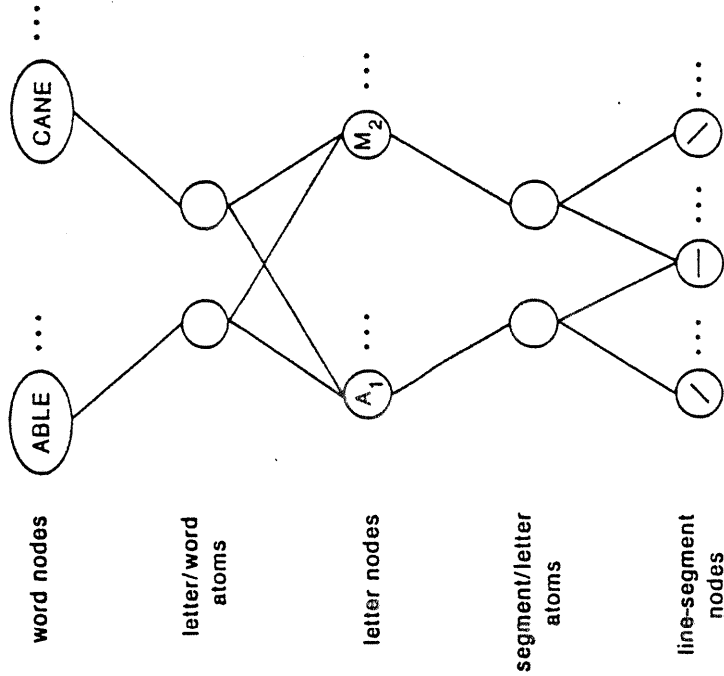 word nodes ABLE ... CANE ...
letter/word
atoms
letter nodes A₁ ... M₂ ...
segment/letter
atoms
line-segment
nodes